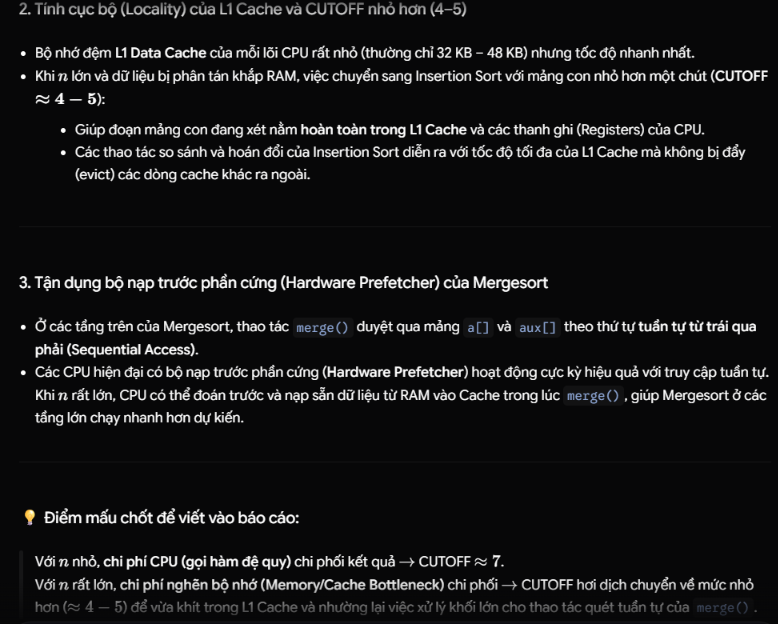 2. Tính cục bộ (Locality) của L1 Cache và CUTOFF nhỏ hơn (4–5)
• Bộ nhớ đệm L1 Data Cache của mỗi lõi CPU rất nhỏ (thường chỉ 32 KB – 48 KB) nhưng tốc độ nhanh nhất.
• Khi n lớn và dữ liệu bị phân tán khắp RAM, việc chuyển sang Insertion Sort với mảng con nhỏ hơn một chút (CUTOFF
≈ 4 − 5):
• Giúp đoạn mảng con đang xét nằm hoàn toàn trong L1 Cache và các thanh ghi (Registers) của CPU.
• Các thao tác so sánh và hoán đổi của Insertion Sort diễn ra với tốc độ tối đa của L1 Cache mà không bị đẩy
(evict) các dòng cache khác ra ngoài.
3. Tận dụng bộ nạp trước phần cứng (Hardware Prefetcher) của Mergesort
• Ở các tầng trên của Mergesort, thao tác merge() duyệt qua mảng a[] và aux[] theo thứ tự tuần tự từ trái qua
phải (Sequential Access).
• Các CPU hiện đại có bộ nạp trước phần cứng (Hardware Prefetcher) hoạt động cực kỳ hiệu quả với truy cập tuần tự.
Khi n rất lớn, CPU có thể đoán trước và nạp sẵn dữ liệu từ RAM vào Cache trong lúc merge(), giúp Mergesort ở các
tầng lớn chạy nhanh hơn dự kiến.
💡 Điểm mấu chốt để viết vào báo cáo:
Với n nhỏ, chi phí CPU (gọi hàm đệ quy) chi phối kết quả → CUTOFF ≈ 7.
Với n rất lớn, chi phí nghẽn bộ nhớ (Memory/Cache Bottleneck) chi phối → CUTOFF hơi dịch chuyển về mức nhỏ
hơn (≈ 4 − 5) để vừa khít trong L1 Cache và nhường lại việc xử lý khối lớn cho thao tác quét tuần tự của merge().